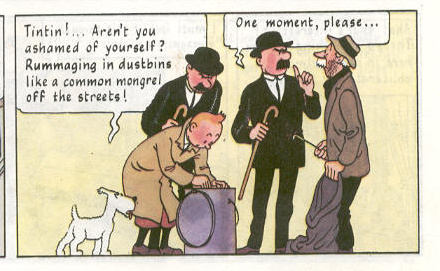 Tintin!... Aren't you
ashamed of yourself?
Rummaging in dustbins
like a common mongrel
off the streets!
One moment, please...